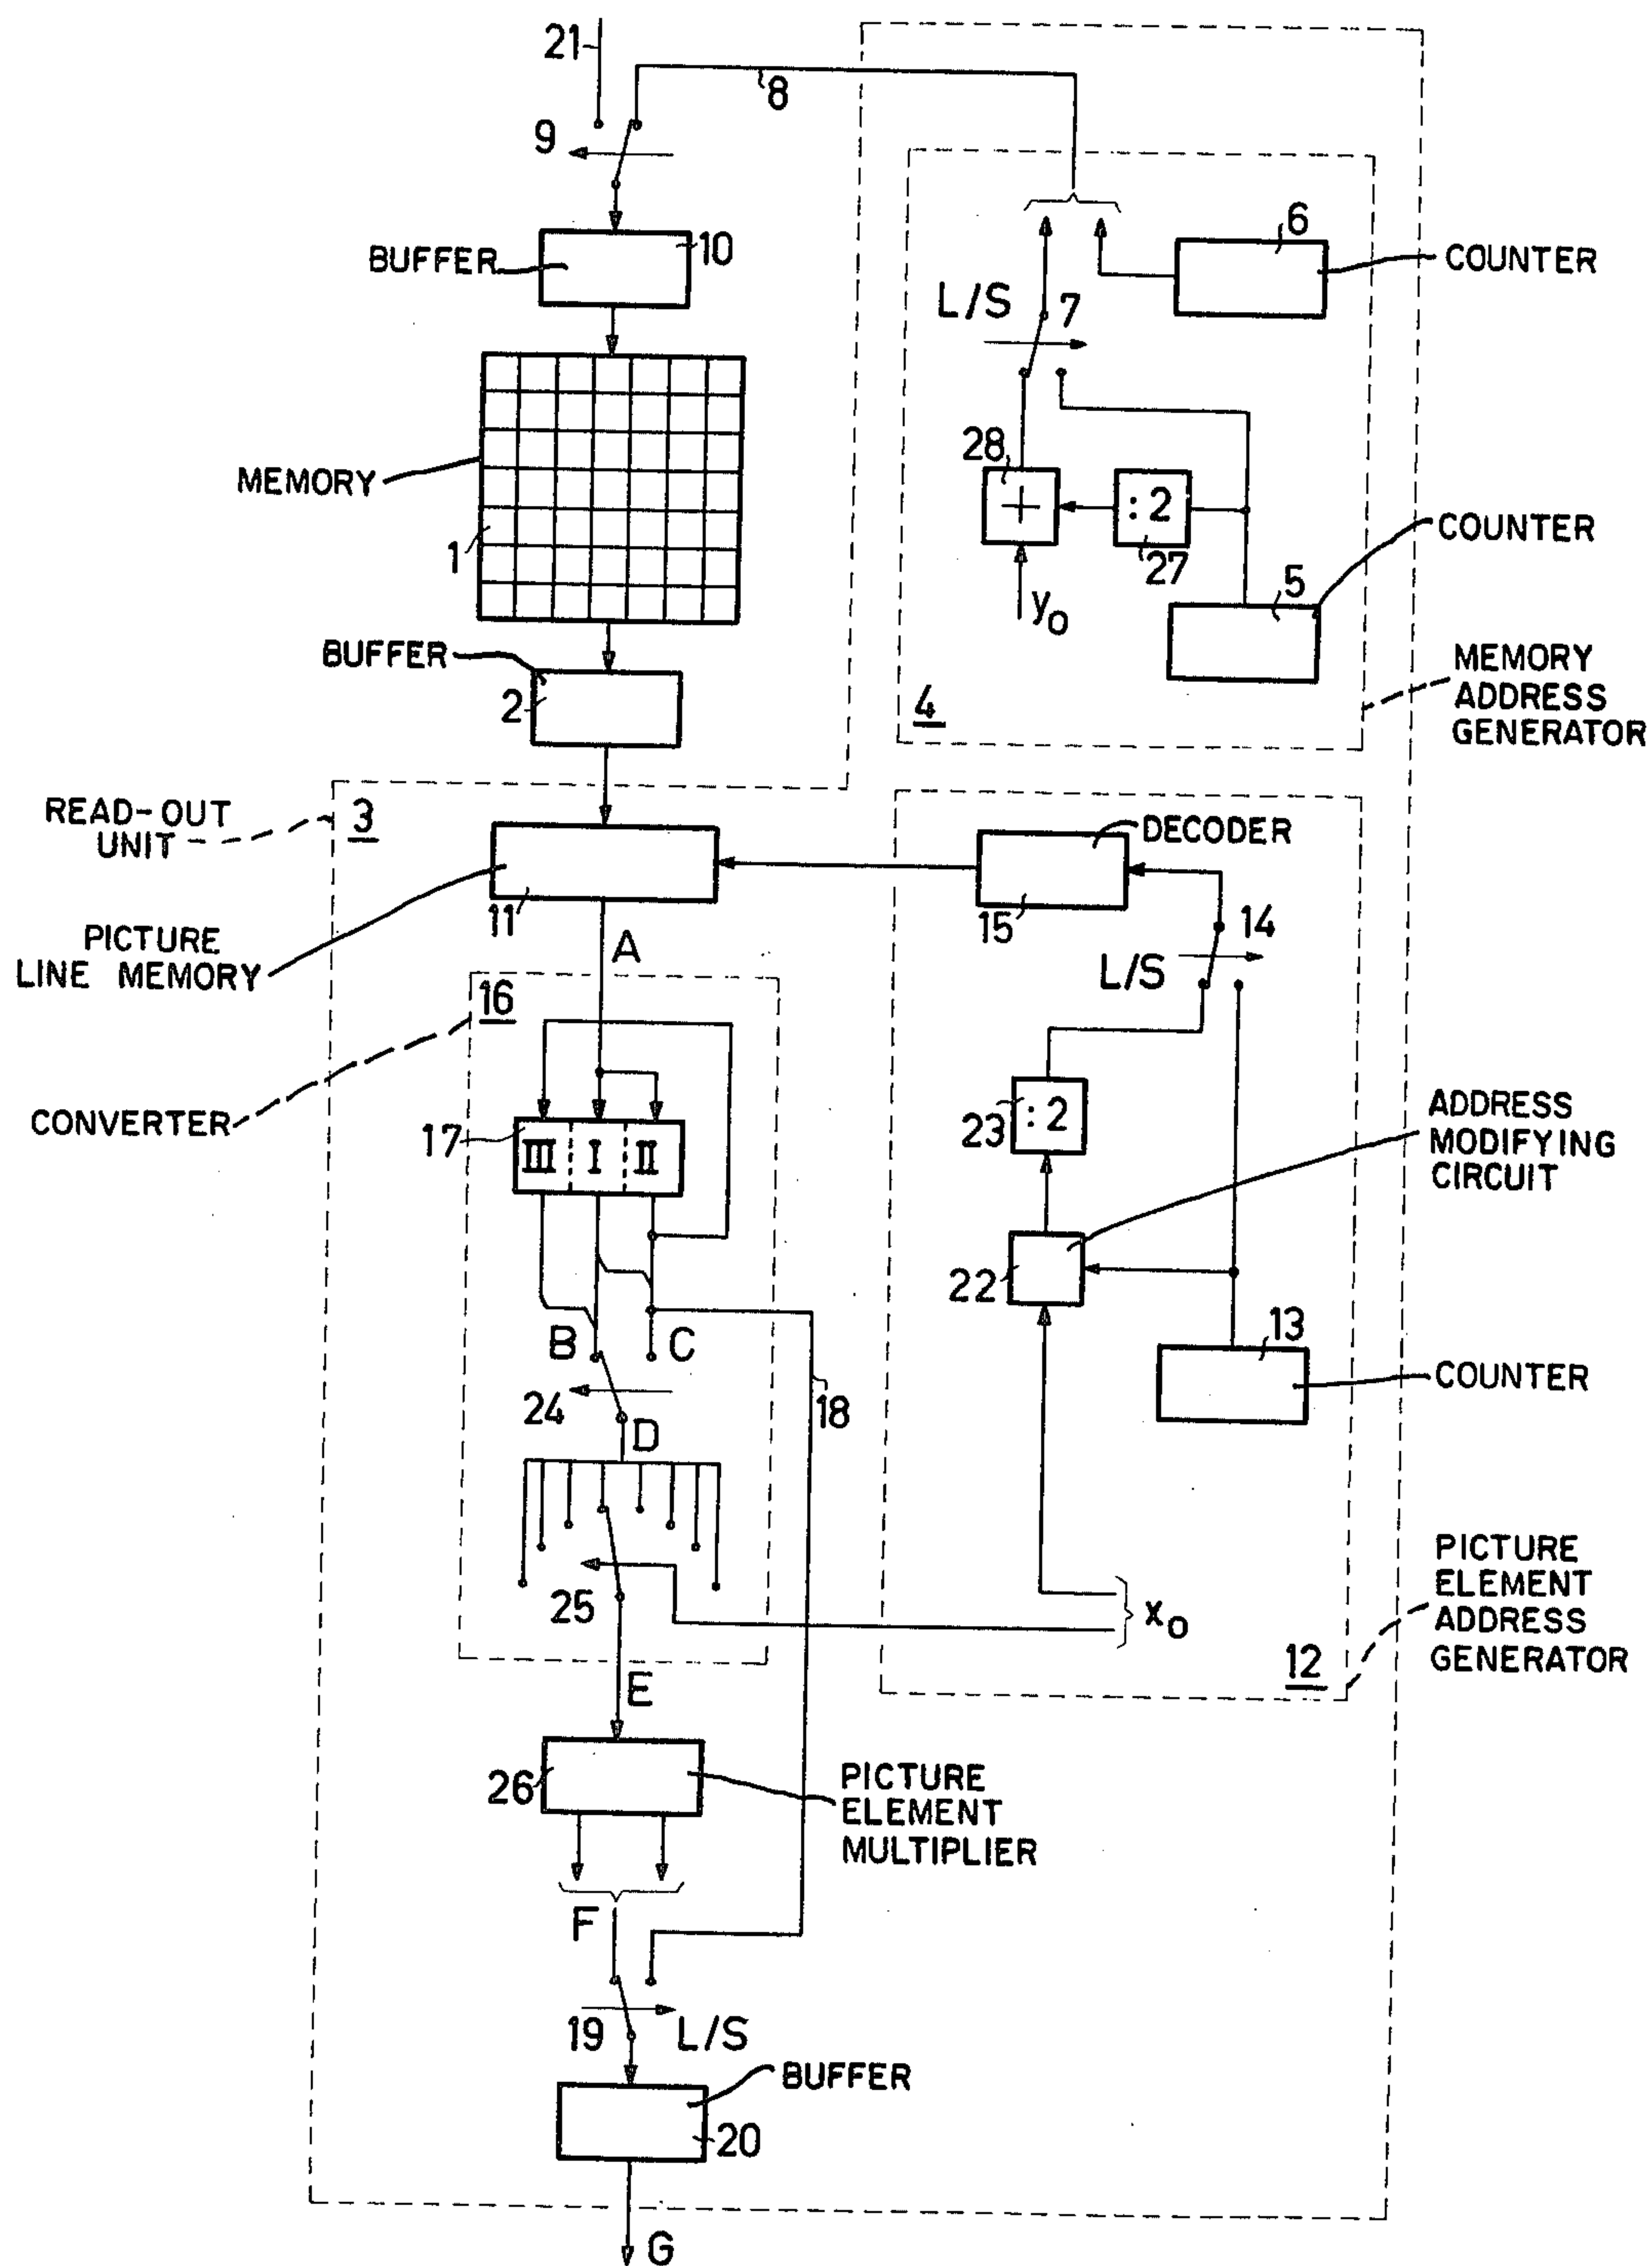 21
8
9
10
BUFFER
6
COUNTER
L/S
7
MEMORY
1
28
+
: 2
27
COUNTER
5
y0
BUFFER
2
4
MEMORY
ADDRESS
GENERATOR
READ-OUT
UNIT
3
DECODER
11
15
14
L/S
PICTURE
LINE MEMORY
A
16
CONVERTER
17
III
I
II
23
: 2
ADDRESS
MODIFYING
CIRCUIT
22
B
C
13
COUNTER
24
18
D
25
x0
PICTURE
ELEMENT
ADDRESS
GENERATOR
12
E
26
PICTURE
ELEMENT
MULTIPLIER
F
19
L/S
BUFFER
20
G